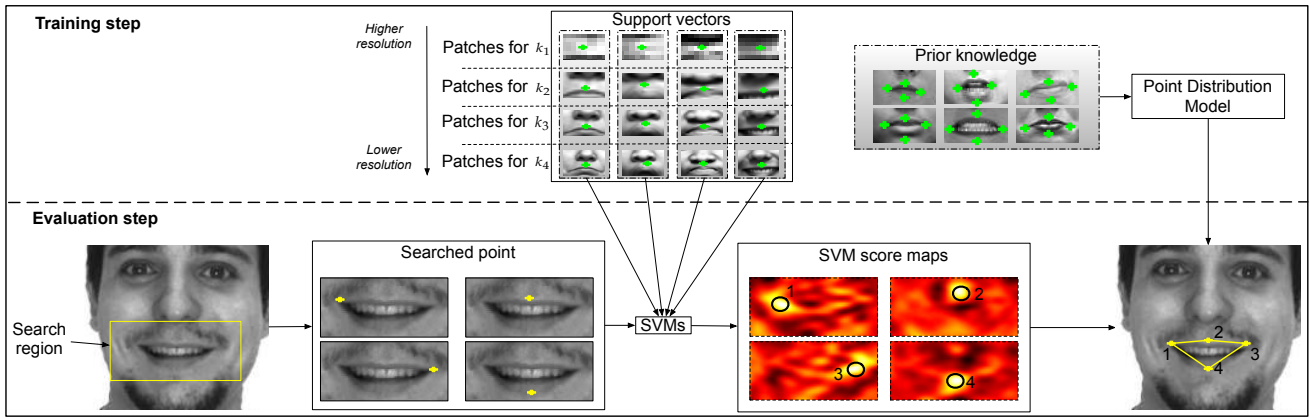 Training step
Higher
resolution
Lower
resolution
Support vectors
Patches for k1
Patches for k2
Patches for k3
Patches for k4
Prior knowledge
Point Distribution
Model
Evaluation step
Search
region
Searched point
SVMs
SVM score maps
1
2
3
4
1
2
3
4